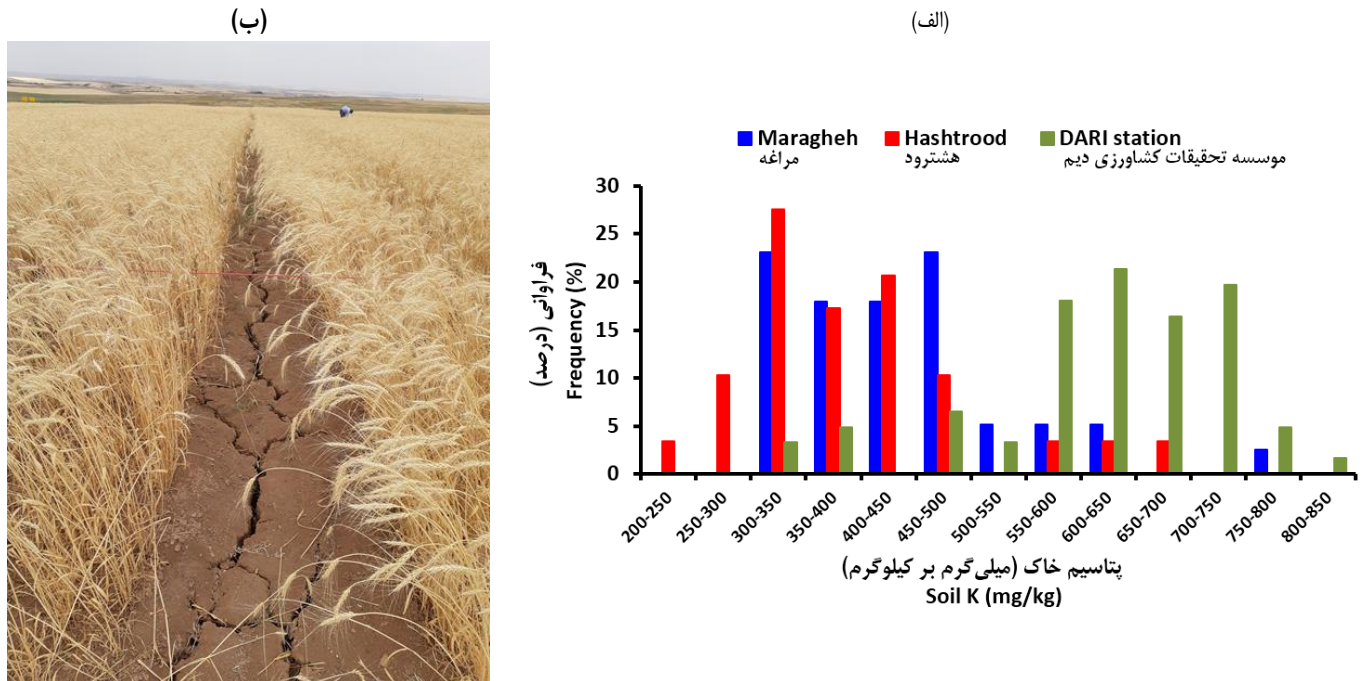 (الف)
(ب)
Maragheh Hashtrood DARI station
مراغه هشترود موسسه تحقیقات کشاورزی دیم
30
25
20
15
10
5
0
فراوانی (درصد)
Frequency (%)
200-250 250-300 300-350 350-400 400-450 450-500 500-550 550-600 600-650 650-700 700-750 750-800 800-850
پتاسیم خاک (میلی‌گرم بر کیلوگرم)
Soil K (mg/kg)